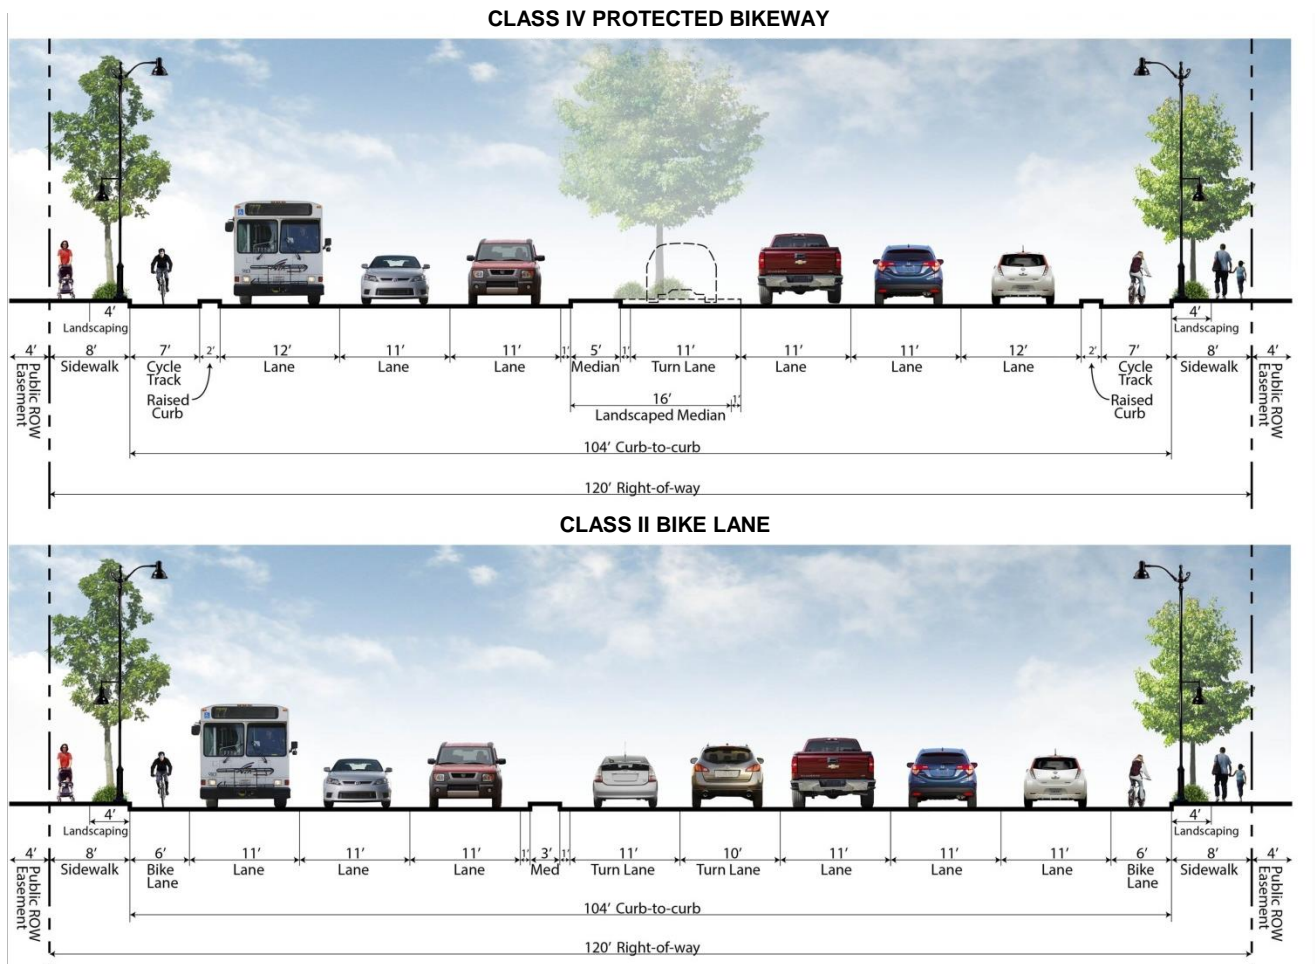 CLASS IV PROTECTED BIKEWAY
4'
Landscaping
4'
Landscaping
4'
8'
7'
2'
12'
11'
11'
1'
5'
1'
11'
11'
11'
12'
2'
7'
8'
4'
Public ROW
Easement
Sidewalk
Cycle
Track
Lane
Lane
Lane
Median
Turn Lane
Lane
Lane
Lane
Cycle
Track
Sidewalk
Public ROW
Easement
Raised
Curb
16'
1'
Landscaped Median
Raised
Curb
104' Curb-to-curb
120' Right-of-way
CLASS II BIKE LANE
4'
Landscaping
4'
Landscaping
4'
8'
6'
11'
11'
11'
1'
3'
1'
11'
10'
11'
11'
11'
6'
8'
4'
Public ROW
Easement
Sidewalk
Bike
Lane
Lane
Lane
Lane
Med
Turn Lane
Turn Lane
Lane
Lane
Lane
Bike
Lane
Sidewalk
Public ROW
Easement
104' Curb-to-curb
120' Right-of-way